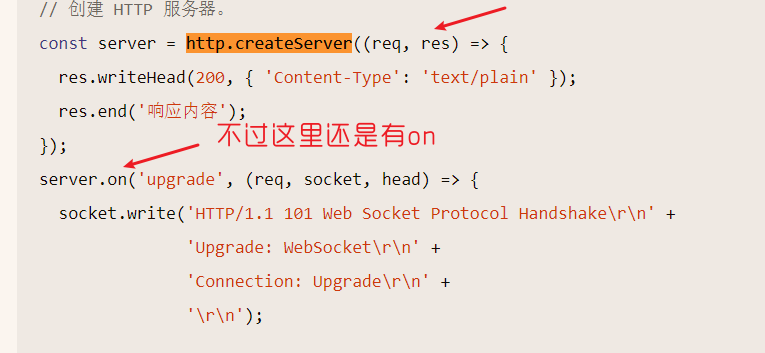 // 创建 HTTP 服务器。
const server = http.createServer((req, res) => {
  res.writeHead(200, { 'Content-Type': 'text/plain' });
  res.end('响应内容');
不过这里还是有on
});
server.on('upgrade', (req, socket, head) => {
  socket.write('HTTP/1.1 101 Web Socket Protocol Handshake\r\n' +
               'Upgrade: WebSocket\r\n' +
               'Connection: Upgrade\r\n' +
               '\r\n');